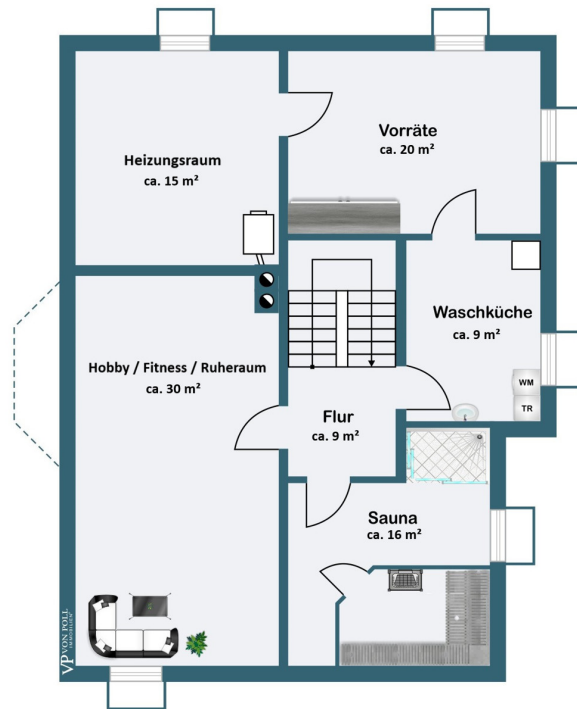 Heizungsraum
ca. 15 m²
Vorräte
ca. 20 m²
Hobby / Fitness / Ruheraum
ca. 30 m²
Waschküche
ca. 9 m²
WM
TR
Flur
ca. 9 m²
Sauna
ca. 16 m²
VP VON POLL
IMMOBILIEN